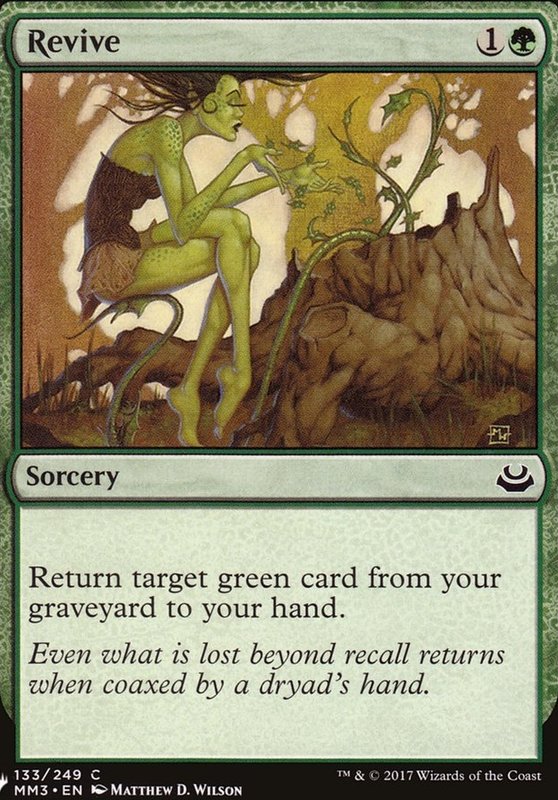 Revive 1
MW
Sorcery
Return target green card from your
graveyard to your hand.
Even what is lost beyond recall returns
when coaxed by a dryad's hand.
133/249 C
MM3 • EN Matthew D. Wilson
™ & © 2017 Wizards of the Coast